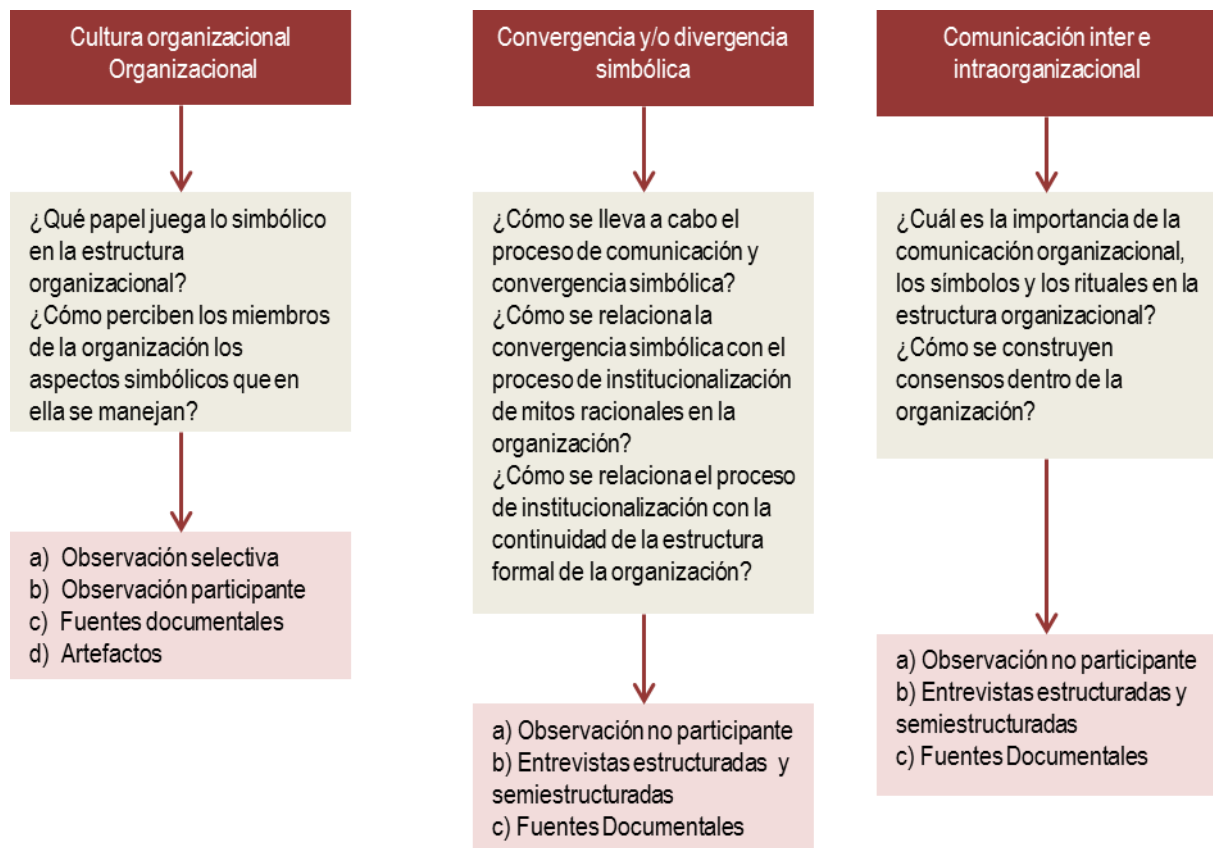 Cultura organizacional
Organizacional
¿Qué papel juega lo simbólico
en la estructura
organizacional?
¿Cómo perciben los miembros
de la organización los
aspectos simbólicos que en
ella se manejan?
a) Observación selectiva
b) Observación participante
c) Fuentes documentales
d) Artefactos
Convergencia y/o divergencia
simbólica
¿Cómo se lleva a cabo el
proceso de comunicación y
convergencia simbólica?
¿Cómo se relaciona la
convergencia simbólica con el
proceso de institucionalización
de mitos racionales en la
organización?
¿Cómo se relaciona el proceso
de institucionalización con la
continuidad de la estructura
formal de la organización?
a) Observación no participante
b) Entrevistas estructuradas y
semiestructuradas
c) Fuentes Documentales
Comunicación inter e
intraorganizacional
¿Cuál es la importancia de la
comunicación organizacional,
los símbolos y los rituales en la
estructura organizacional?
¿Cómo se construyen
consensos dentro de la
organización?
a) Observación no participante
b) Entrevistas estructuradas y
semiestructuradas
c) Fuentes Documentales